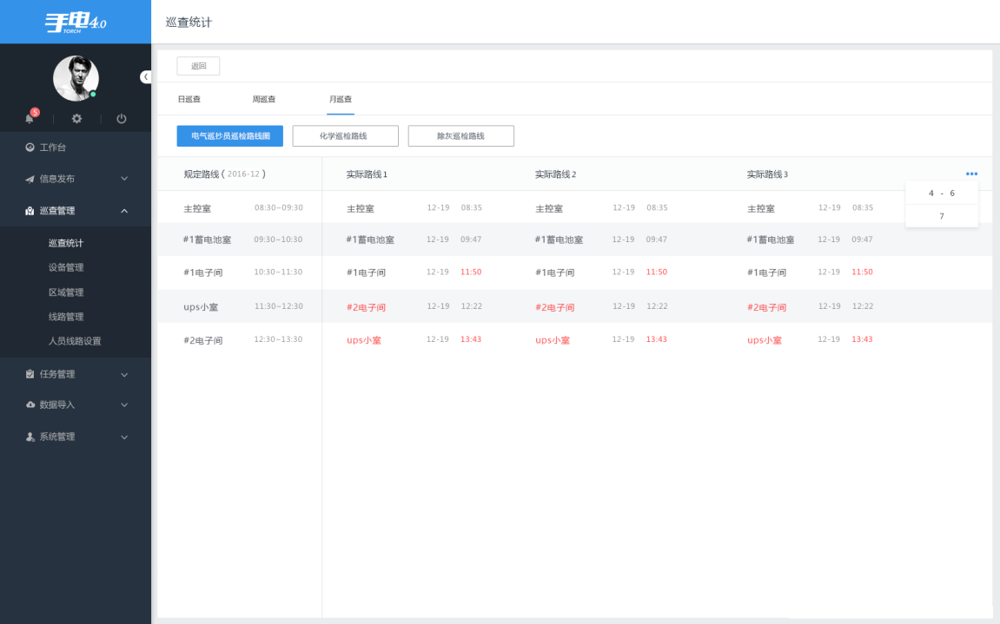 手电4.0
TORCH
巡查统计
5
工作台
信息发布
巡查管理
巡查统计
设备管理
区域管理
线路管理
人员线路设置
任务管理
数据导入
系统管理
返回
日巡查 周巡查 月巡查
电气巡抄员巡检路线图 化学巡检路线 除灰巡检路线
规定路线 ( 2016-12 ) 实际路线1 实际路线2 实际路线3 •••
4 - 6
7
主控室 08:30~09:30 主控室 12-19 08:35 主控室 12-19 08:35 主控室 12-19 08:35
#1蓄电池室 09:30~10:30 #1蓄电池室 12-19 09:47 #1蓄电池室 12-19 09:47 #1蓄电池室 12-19 09:47
#1电子间 10:30~11:30 #1电子间 12-19 11:50 #1电子间 12-19 11:50 #1电子间 12-19 11:50
ups小室 11:30~12:30 #2电子间 12-19 12:22 #2电子间 12-19 12:22 #2电子间 12-19 12:22
#2电子间 12:30~13:30 ups小室 12-19 13:43 ups小室 12-19 13:43 ups小室 12-19 13:43